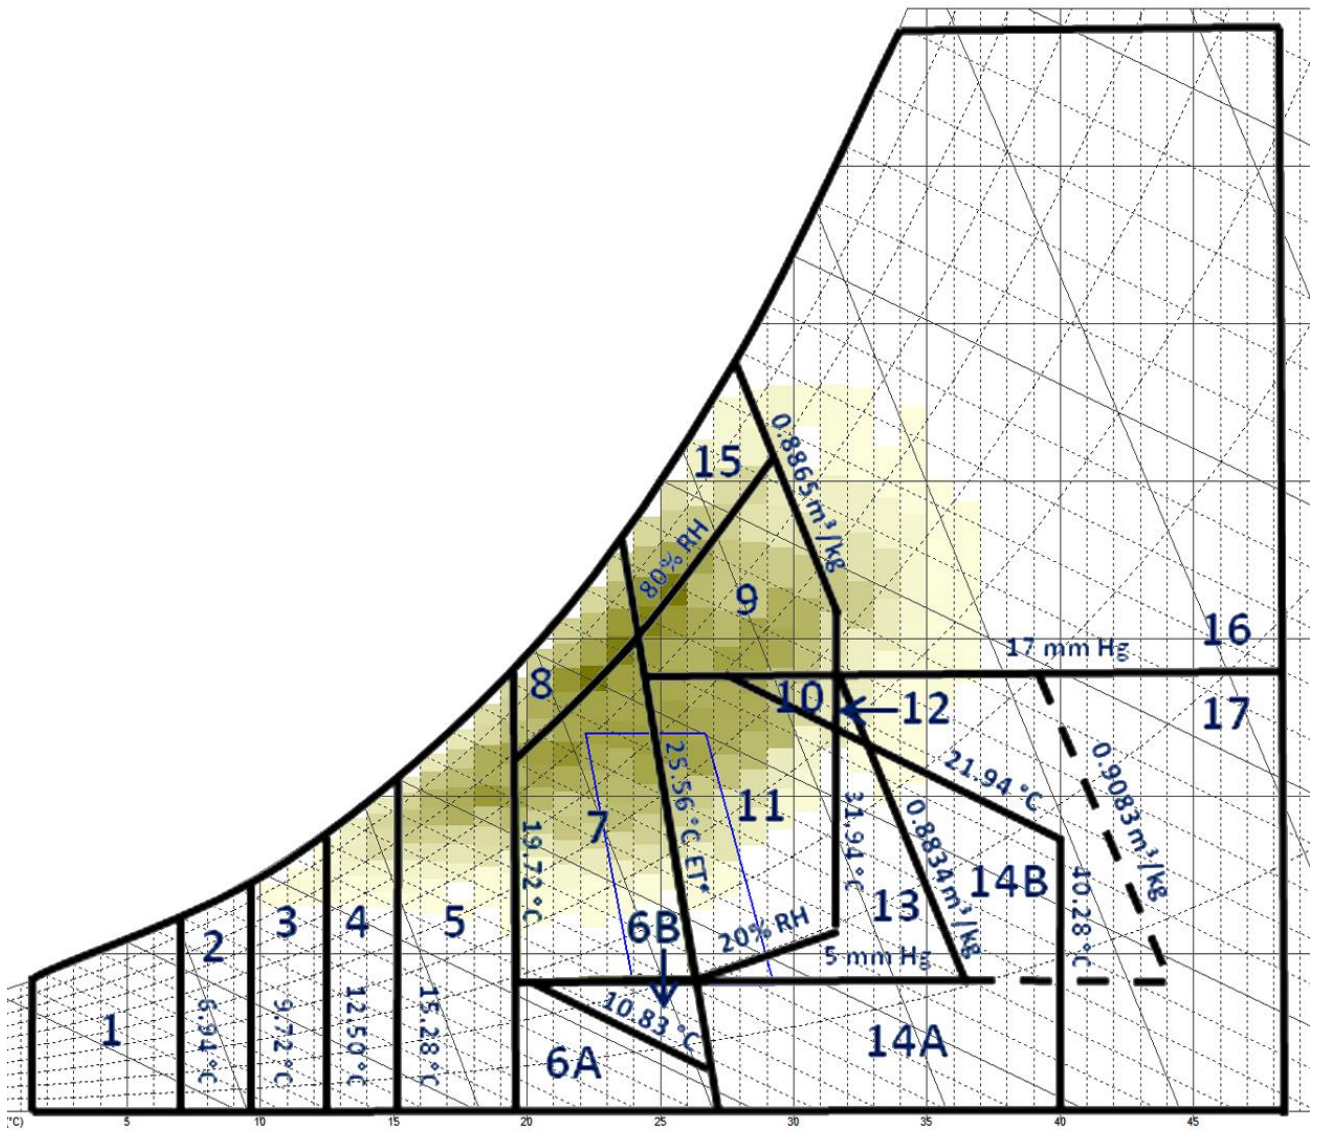 0.8865 m³/kg
15
80% RH
9
16
17 mm Hg
8
10
12
17
21.94 °C
0.9083 m³/kg
25.56 °C ET*
11
7
19.72 °C
31.94 °C
0.8834 m³/kg
14B
40.28 °C
13
6B
20% RH
5 mm Hg
2
3
4
5
1
6.94 °C
9.72 °C
12.50 °C
15.28 °C
10.83 °C
6A
14A
(°C) 5 10 15 20 25 30 35 40 45